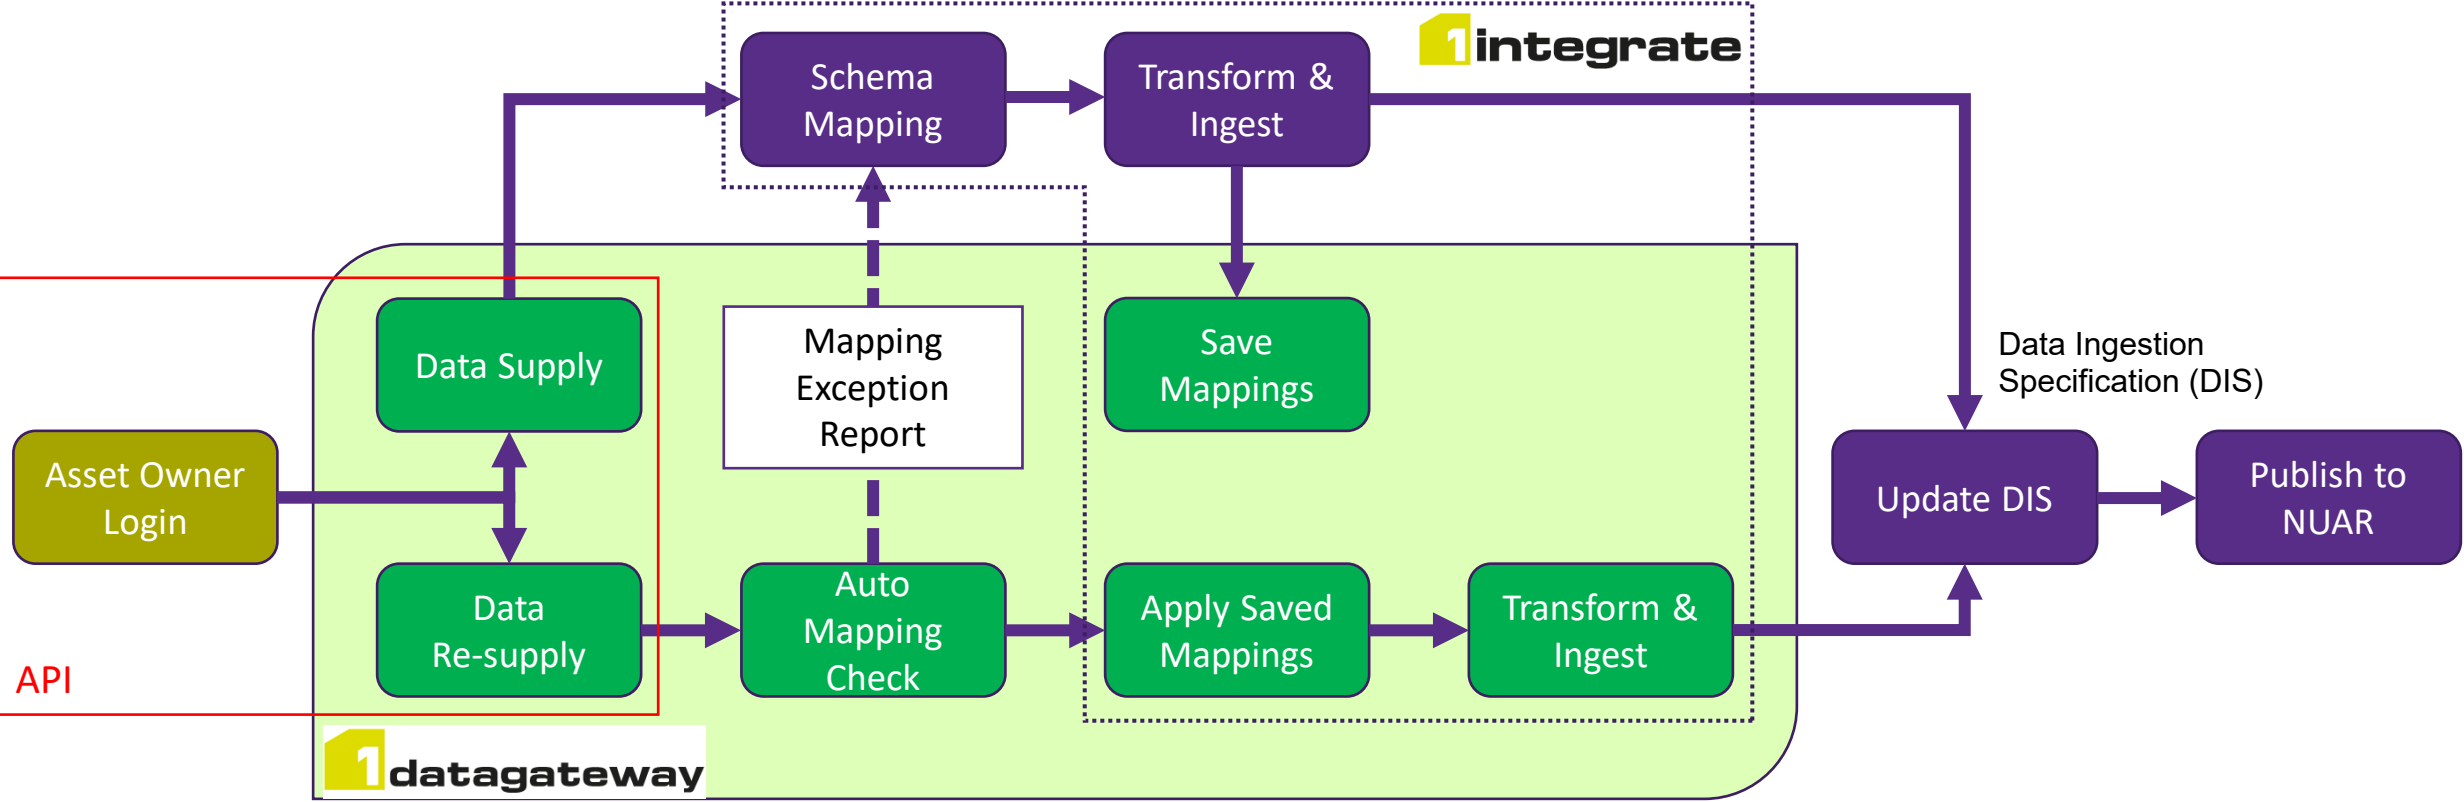 Schema
Mapping
Transform &
Ingest
1integrate
Data Supply
Mapping
Exception
Report
Save
Mappings
Data Ingestion
Specification (DIS)
Asset Owner
Login
Update DIS
Publish to
NUAR
Data
Re-supply
Auto
Mapping
Check
Apply Saved
Mappings
Transform &
Ingest
API
1datagateway